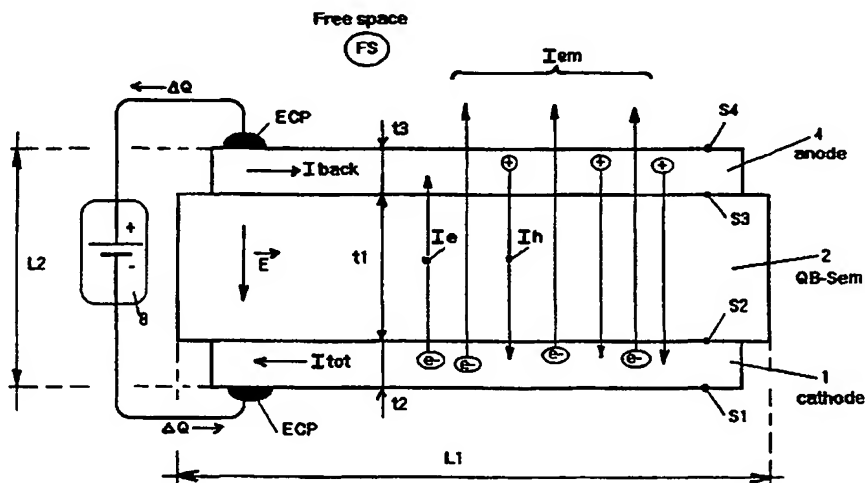 Free space
FS
Iem
ΔQ
ECP
t3
S4
4
anode
Iback
S3
+
+
+
+
-
8
L2
E
t1
Ie
Ih
2
QB-Sem
S2
Itot
e-
e-
e-
e-
1
cathode
t2
S1
ΔQ
ECP
L1